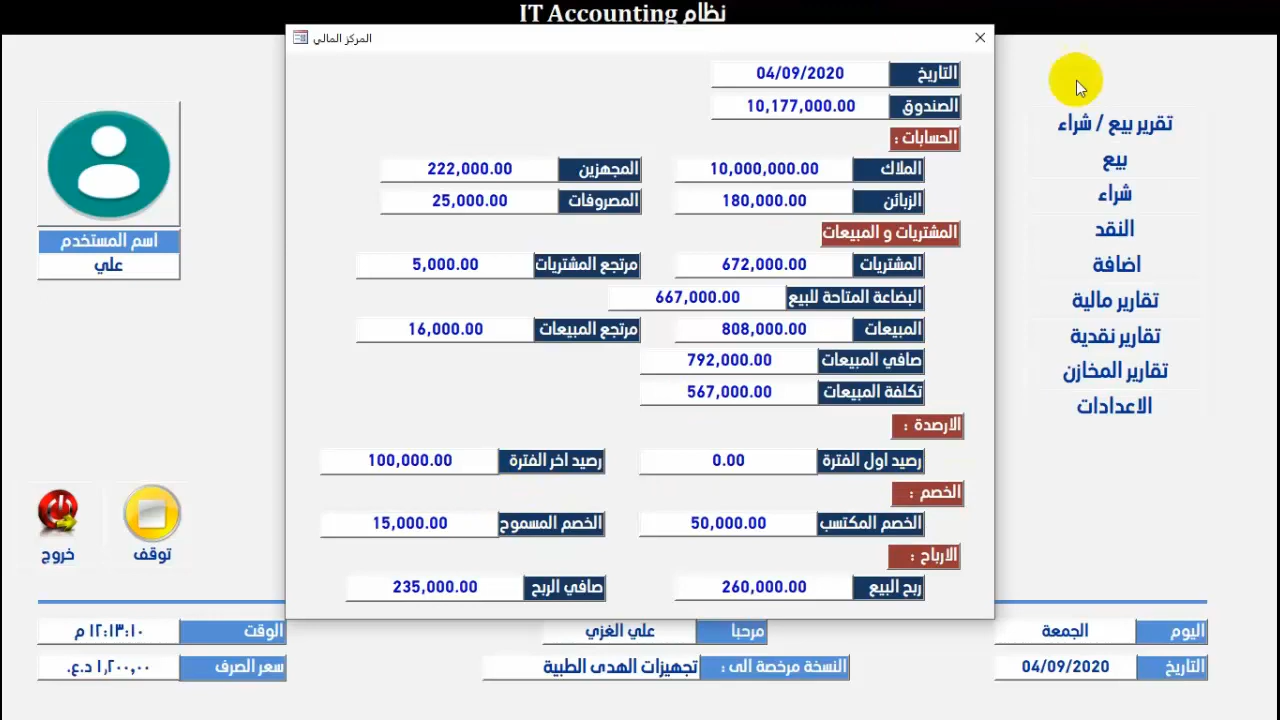 نظام IT Accounting
المركز المالي
التاريخ 04/09/2020
الصندوق 10,177,000.00
الحسابات :
الملاك 10,000,000.00 المجهزين 222,000.00
الزبائن 180,000.00 المصروفات 25,000.00
المشتريات و المبيعات
المشتريات 672,000.00 مرتجع المشتريات 5,000.00
البضاعة المتاحة للبيع 667,000.00
المبيعات 808,000.00 مرتجع المبيعات 16,000.00
صافي المبيعات 792,000.00
تكلفة المبيعات 567,000.00
الارصدة :
رصيد اول الفترة 0.00 رصيد اخر الفترة 100,000.00
الخصم :
الخصم المكتسب 50,000.00 الخصم المسموح 15,000.00
الارباح :
ربح البيع 260,000.00 صافي الربح 235,000.00
تقرير بيع / شراء
بيع
شراء
النقد
اضافة
تقارير مالية
تقارير نقدية
تقارير المخازن
الاعدادات
اسم المستخدم
علي
توقف
خروج
اليوم الجمعة مرحبا علي الغزي الوقت ١٢:١٣:١٠ م
التاريخ 04/09/2020 النسخة مرخصة الى : تجهيزات الهدى الطبية سعر الصرف ١,٢٠٠,٠٠ د.ع.